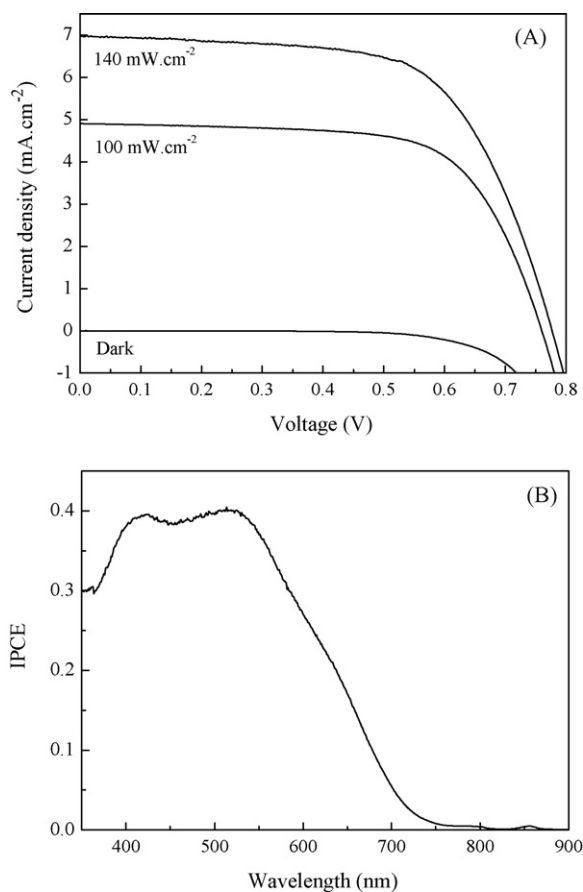 (A)
7
140 mW.cm-2
6
5
100 mW.cm-2
4
3
2
1
0
Dark
-1
0.0 0.1 0.2 0.3 0.4 0.5 0.6 0.7 0.8
Current density (mA.cm-2)
Voltage (V)
(B)
0.4
0.3
0.2
0.1
0.0
400 500 600 700 800 900
IPCE
Wavelength (nm)